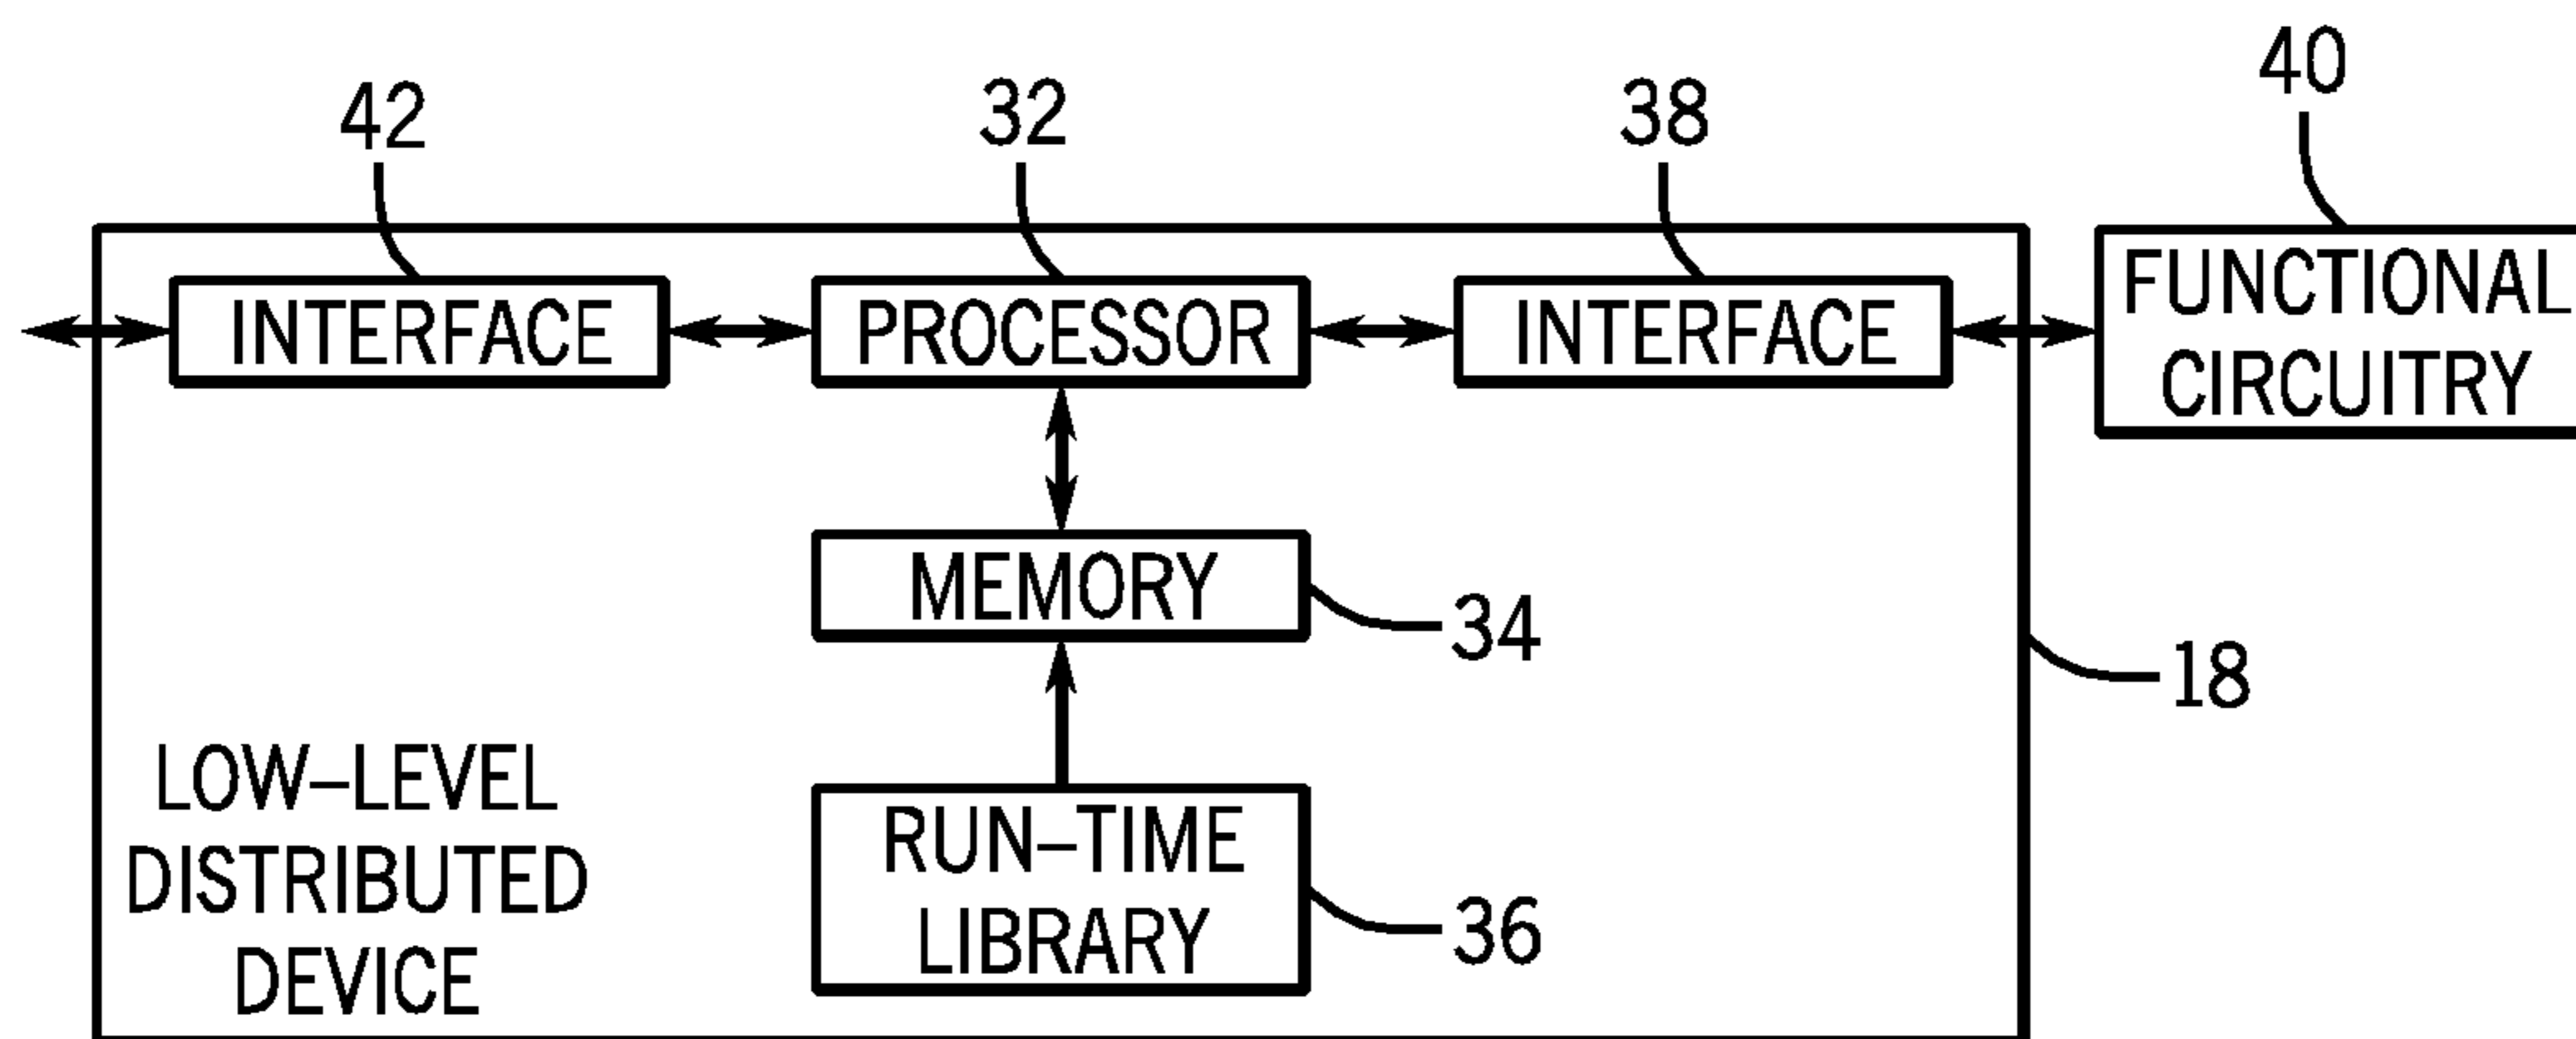 40
42
32
38
INTERFACE
PROCESSOR
INTERFACE
FUNCTIONAL
CIRCUITRY
MEMORY
34
18
LOW–LEVEL
DISTRIBUTED
DEVICE
RUN–TIME
LIBRARY
36